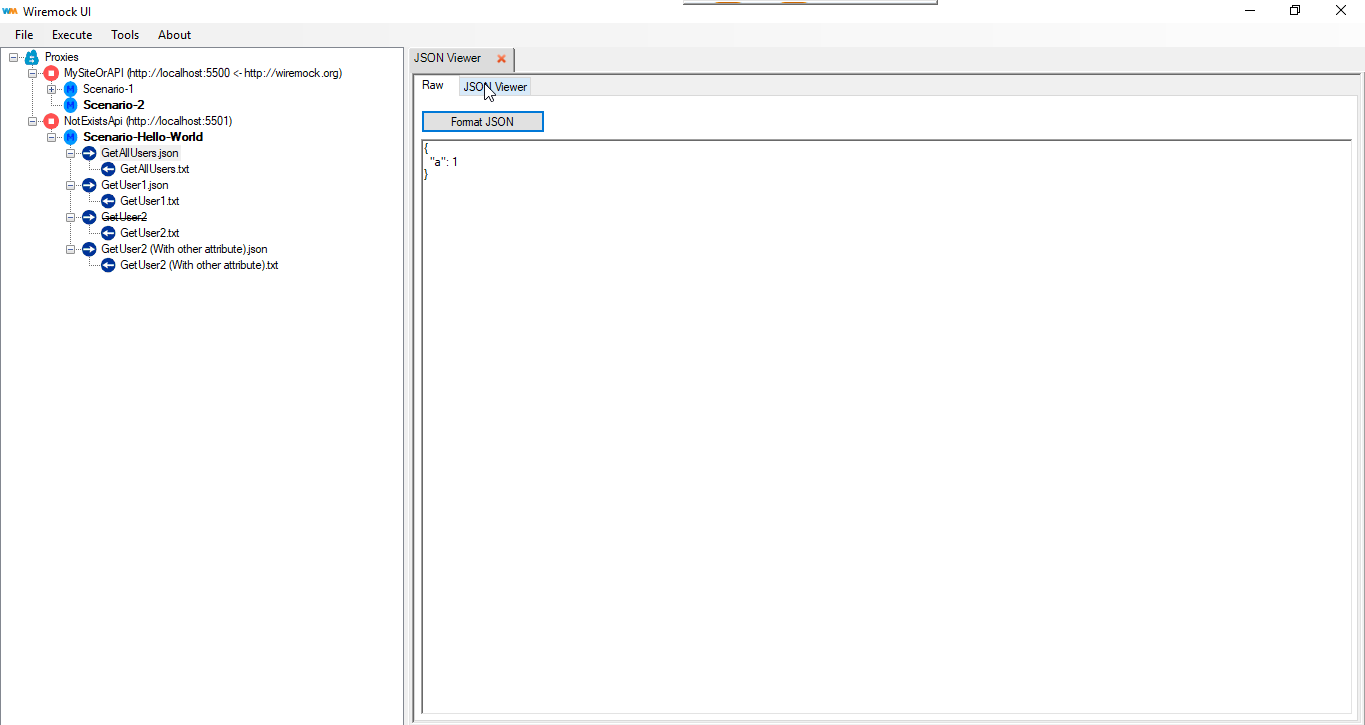 WM Wiremock UI
File Execute Tools About
Proxies
MySiteOrAPI (http://localhost:5500 <- http://wiremock.org)
M Scenario-1
M Scenario-2
NotExistsApi (http://localhost:5501)
M Scenario-Hello-World
GetAllUsers.json
GetAllUsers.txt
GetUser1.json
GetUser1.txt
GetUser2
GetUser2.txt
GetUser2 (With other attribute).json
GetUser2 (With other attribute).txt
JSON Viewer
Raw JSON Viewer
Format JSON
{
"a": 1
}